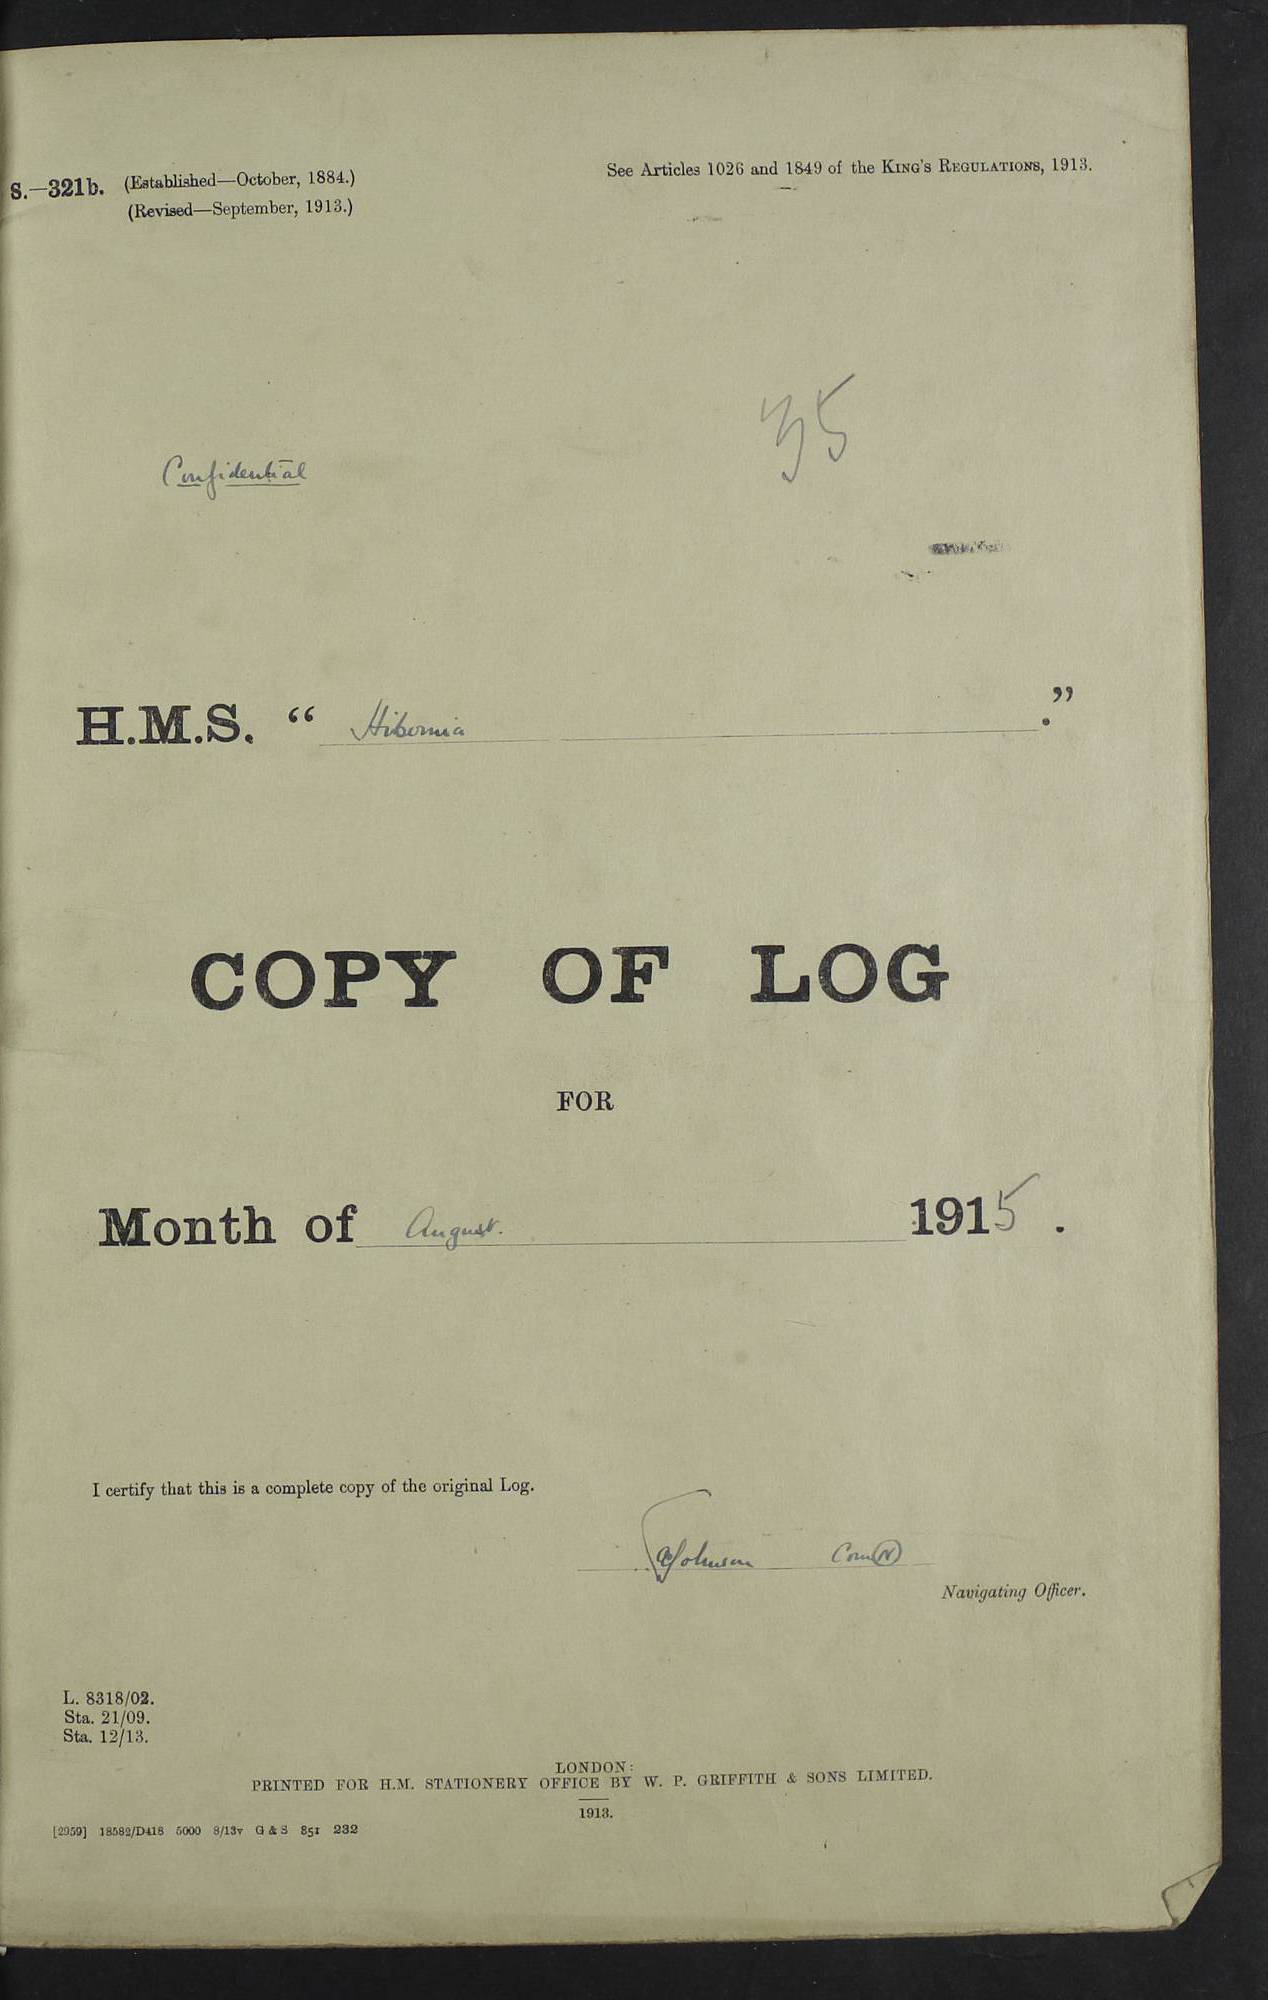 S.—321b. (Established—October, 1884.)
(Revised—September, 1913.)
See Articles 1026 and 1849 of the KING'S REGULATIONS, 1913.
35
Confidential
H.M.S. “ Hibernia .”
COPY OF LOG
FOR
Month of August. 1915 .
I certify that this is a complete copy of the original Log.
Johnson Com(N)
Navigating Officer.
L. 8318/02.
Sta. 21/09.
Sta. 12/13.
LONDON:
PRINTED FOR H.M. STATIONERY OFFICE BY W. P. GRIFFITH & SONS LIMITED.
1913.
[2959] 18582/D418 5000 8/13v G & S 851 232